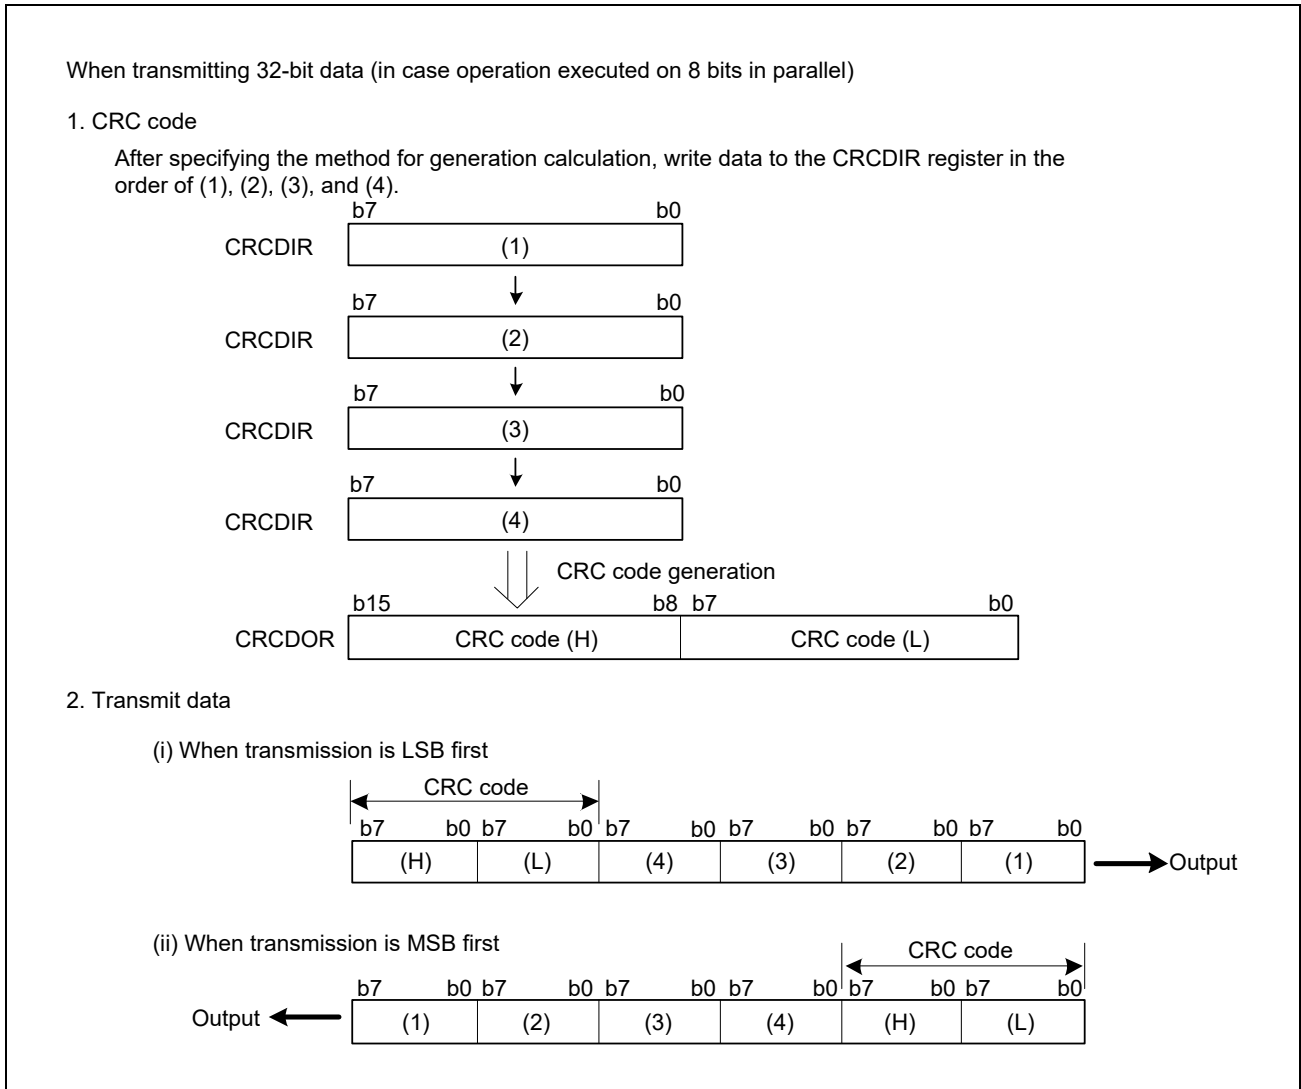 When transmitting 32-bit data (in case operation executed on 8 bits in parallel)
1. CRC code
After specifying the method for generation calculation, write data to the CRCDIR register in the
order of (1), (2), (3), and (4).
b7 b0
CRCDIR (1)
b7 b0
CRCDIR (2)
b7 b0
CRCDIR (3)
b7 b0
CRCDIR (4)
CRC code generation
b15 b8 b7 b0
CRCDOR CRC code (H) CRC code (L)
2. Transmit data
(i) When transmission is LSB first
CRC code
b7 b0 b7 b0 b7 b0 b7 b0 b7 b0 b7 b0
(H) (L) (4) (3) (2) (1) Output
(ii) When transmission is MSB first
CRC code
b7 b0 b7 b0 b7 b0 b7 b0 b7 b0 b7 b0
Output (1) (2) (3) (4) (H) (L)